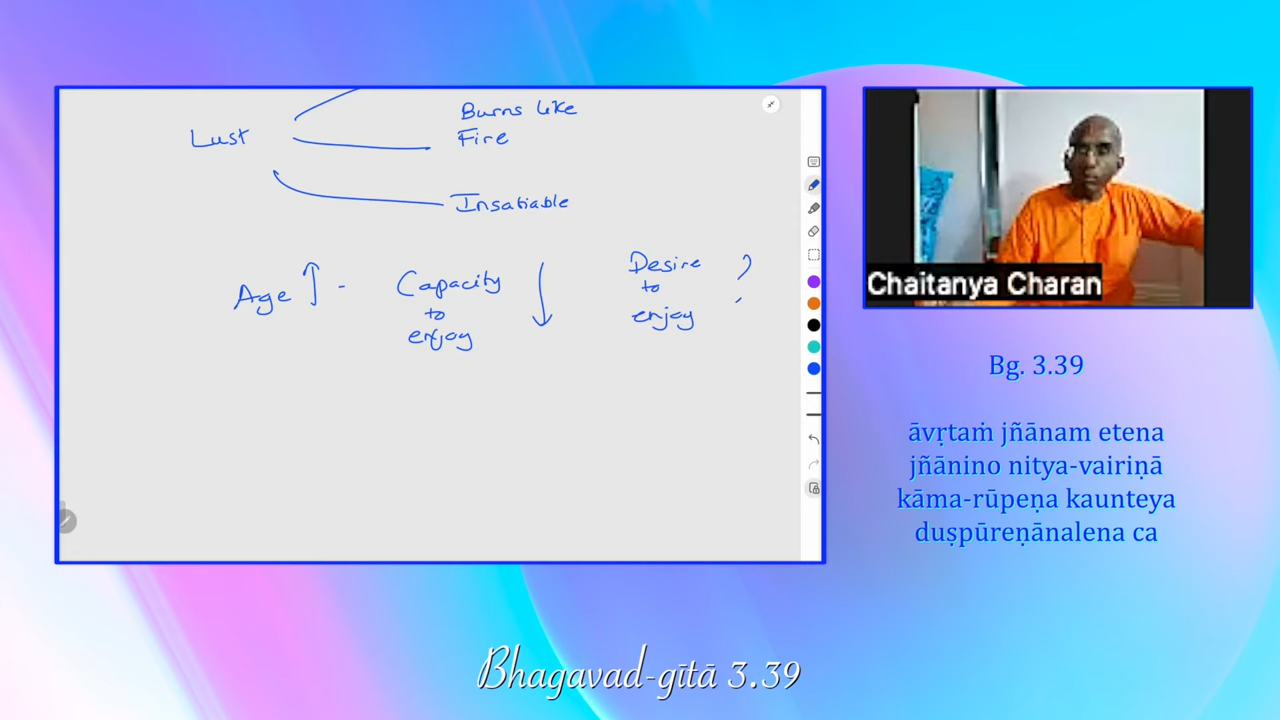 Burns like
Lust
Fire
Insatiable
Age
Capacity
to
enjoy
Desire
to
enjoy
?
Chaitanya Charan
Bg. 3.39
āvṛtaṁ jñānam etena
jñānino nitya-vairiṇā
kāma-rūpeṇa kaunteya
duṣpūreṇānalena ca
Bhagavad-gītā 3.39